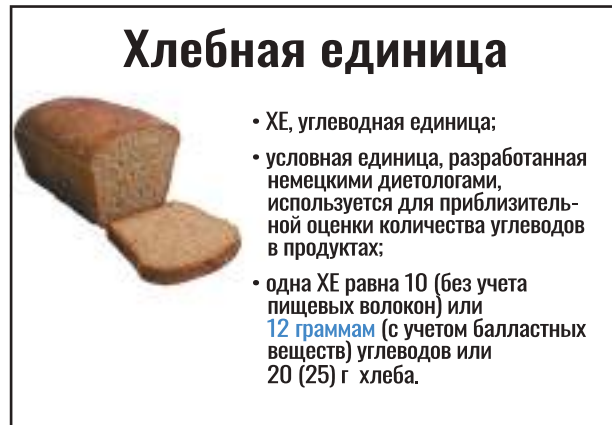 Хлебная единица
• ХЕ, углеводная единица;
• условная единица, разработанная
немецкими диетологами,
используется для приблизитель-
ной оценки количества углеводов
в продуктах;
• одна ХЕ равна 10 (без учета
пищевых волокон) или
12 граммам (с учетом балластных
веществ) углеводов или
20 (25) г хлеба.